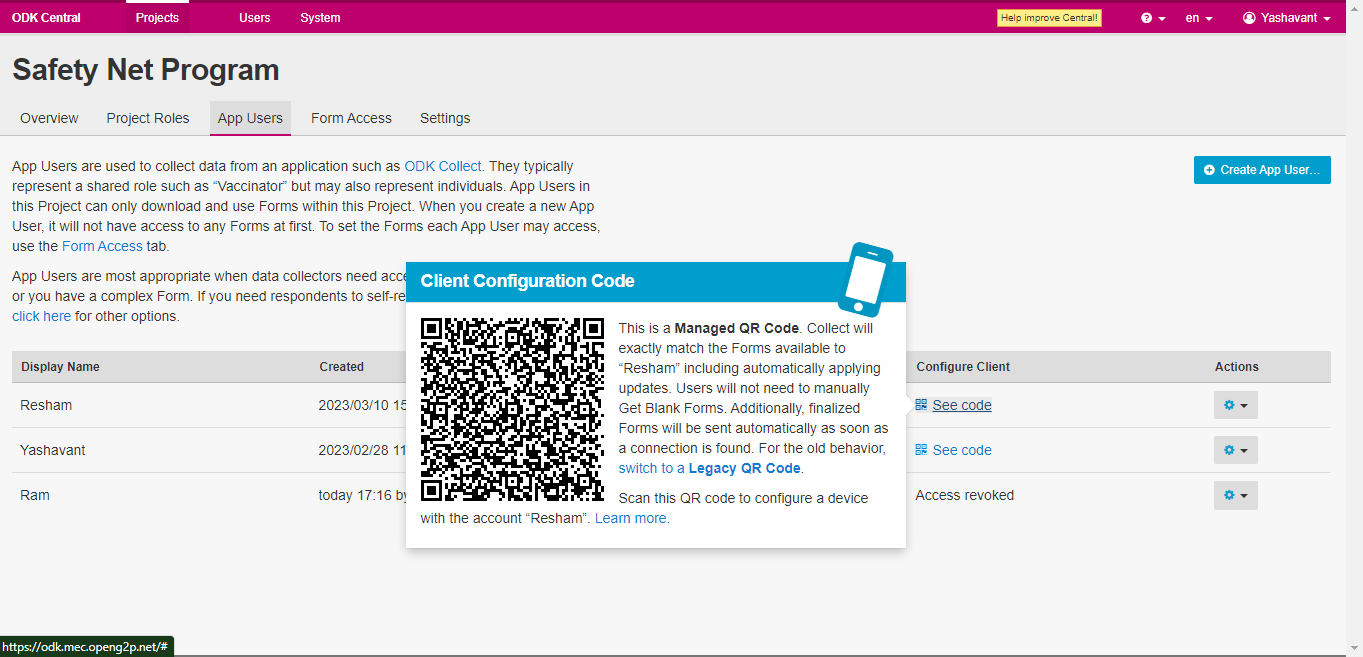 ODK Central Projects Users System Help improve Central! en Yashavant
Safety Net Program
Overview Project Roles App Users Form Access Settings
App Users are used to collect data from an application such as ODK Collect. They typically
represent a shared role such as “Vaccinator” but may also represent individuals. App Users in
this Project can only download and use Forms within this Project. When you create a new App
User, it will not have access to any Forms at first. To set the Forms each App User may access,
use the Form Access tab.
Create App User...
App Users are most appropriate when data collectors need acce
or you have a complex Form. If you need respondents to self-re
click here for other options.
Client Configuration Code
This is a Managed QR Code. Collect will
exactly match the Forms available to
“Resham” including automatically applying
updates. Users will not need to manually
Get Blank Forms. Additionally, finalized
Forms will be sent automatically as soon as
a connection is found. For the old behavior,
switch to a Legacy QR Code.
Scan this QR code to configure a device
with the account “Resham”. Learn more.
Display Name Created Configure Client Actions
Resham 2023/03/10 15 See code
Yashavant 2023/02/28 11 See code
Ram today 17:16 by Access revoked
https://odk.mec.openg2p.net/#